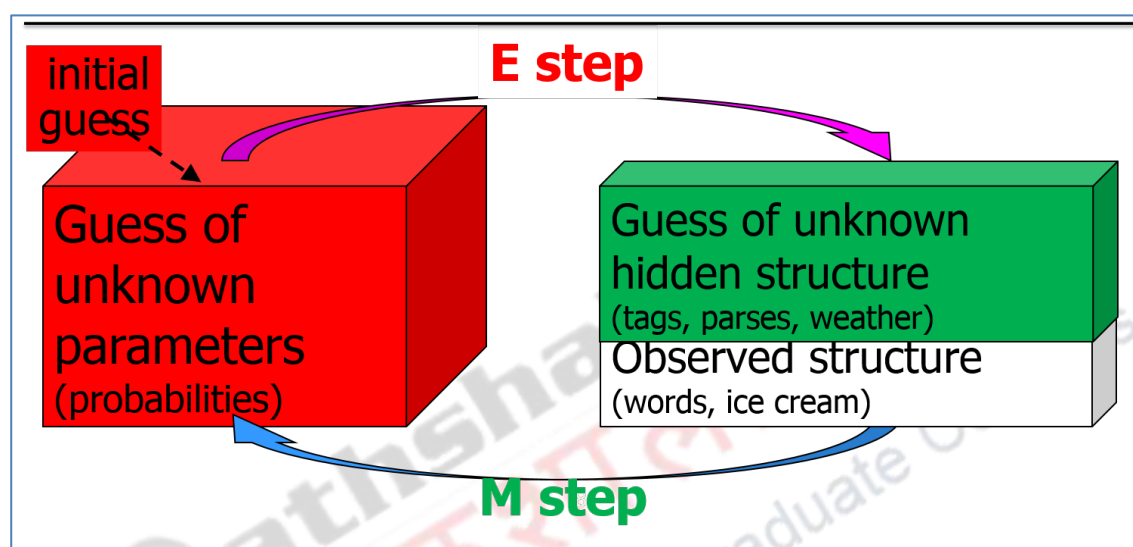 E step
initial
guess
Guess of
unknown
parameters
(probabilities)
Guess of unknown
hidden structure
(tags, parses, weather)
Observed structure
(words, ice cream)
M step